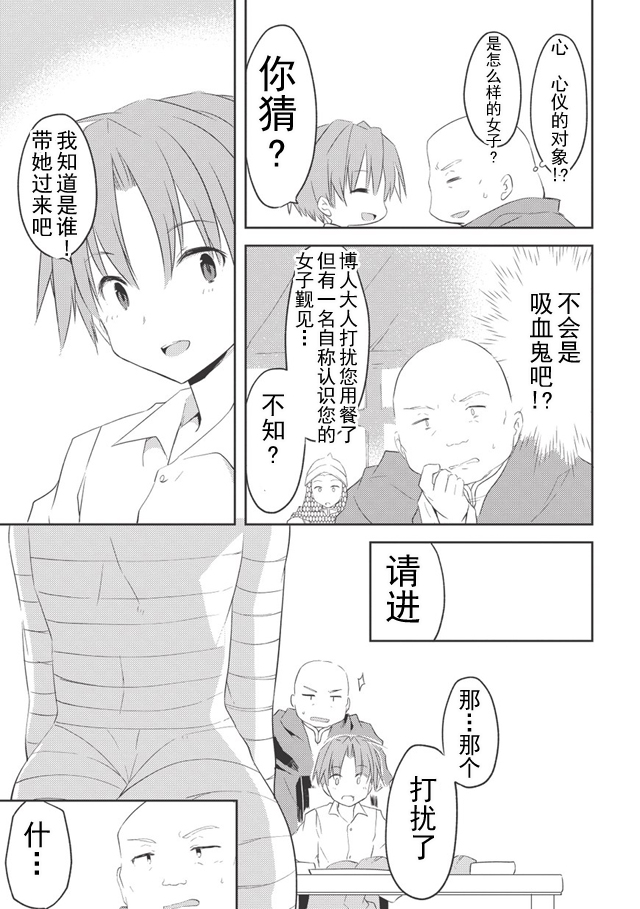 心
心仪的对象!?
是怎么样的
女子?
你猜?
我知道是谁!
带她过来吧
不会是
吸血鬼吧!?
博人大人打扰您用餐了
但有一名自称认识您的
女子觐见…
不知?
请进
那…那个
打扰了
什…